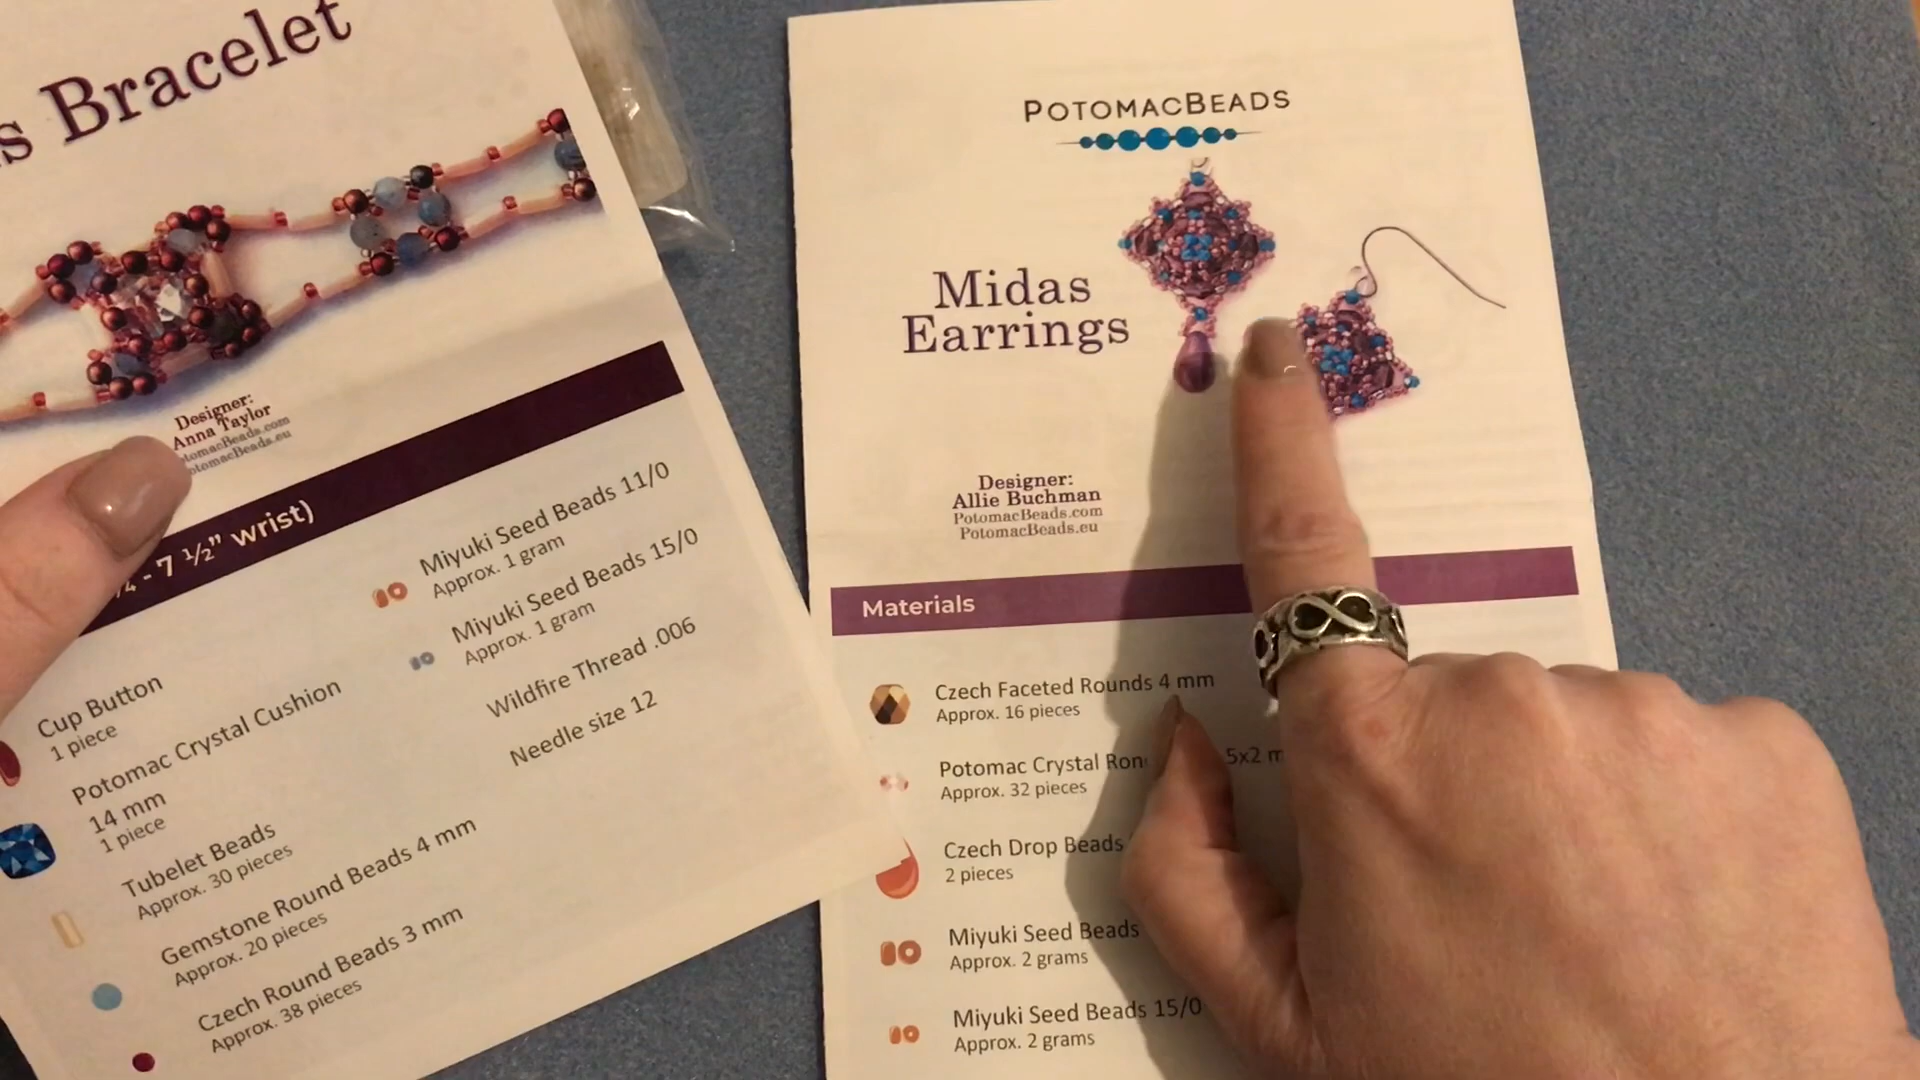 s Bracelet
Designer:
Anna Taylor
otomacBeads.com
otomacBeads.eu
- 7 ½" wrist)
Cup Button
1 piece
Potomac Crystal Cushion
14 mm
1 piece
Tubelet Beads
Approx. 30 pieces
Gemstone Round Beads 4 mm
Approx. 20 pieces
Czech Round Beads 3 mm
Approx. 38 pieces
Miyuki Seed Beads 11/0
Approx. 1 gram
Miyuki Seed Beads 15/0
Approx. 1 gram
Wildfire Thread .006
Needle size 12
POTOMACBEADS
Midas
Earrings
Designer:
Allie Buchman
PotomacBeads.com
PotomacBeads.eu
Materials
Czech Faceted Rounds 4 mm
Approx. 16 pieces
Potomac Crystal Ron 5x2 m
Approx. 32 pieces
Czech Drop Beads
2 pieces
Miyuki Seed Beads
Approx. 2 grams
Miyuki Seed Beads 15/0
Approx. 2 grams